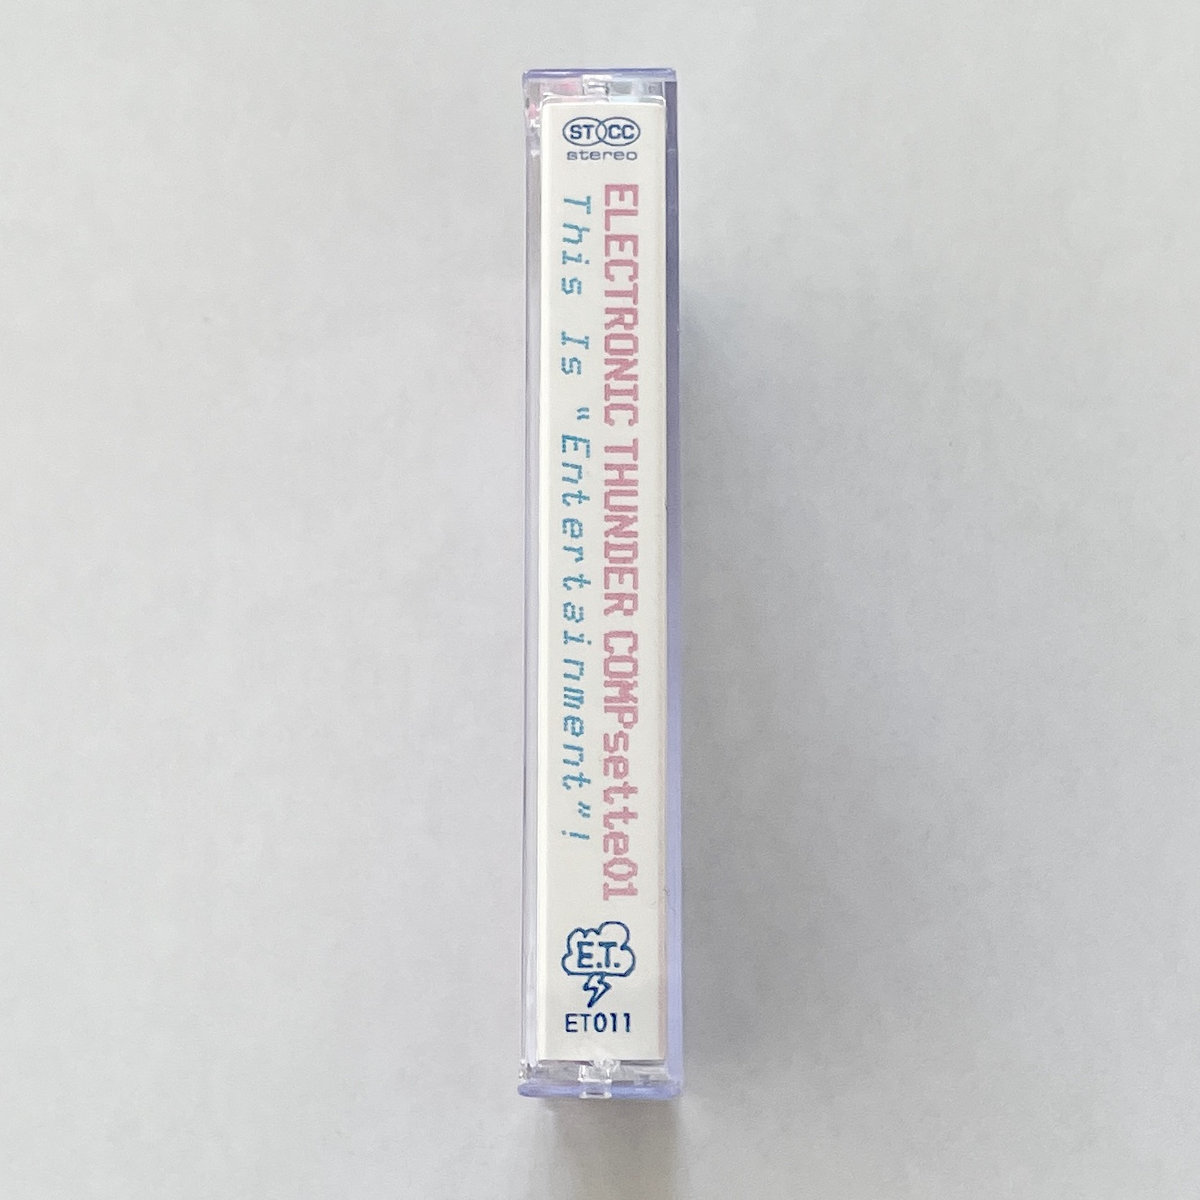 ST CC
stereo
ELECTRONIC THUNDER COMPsette01
This Is "Entertainment"!
E.T.
ET011